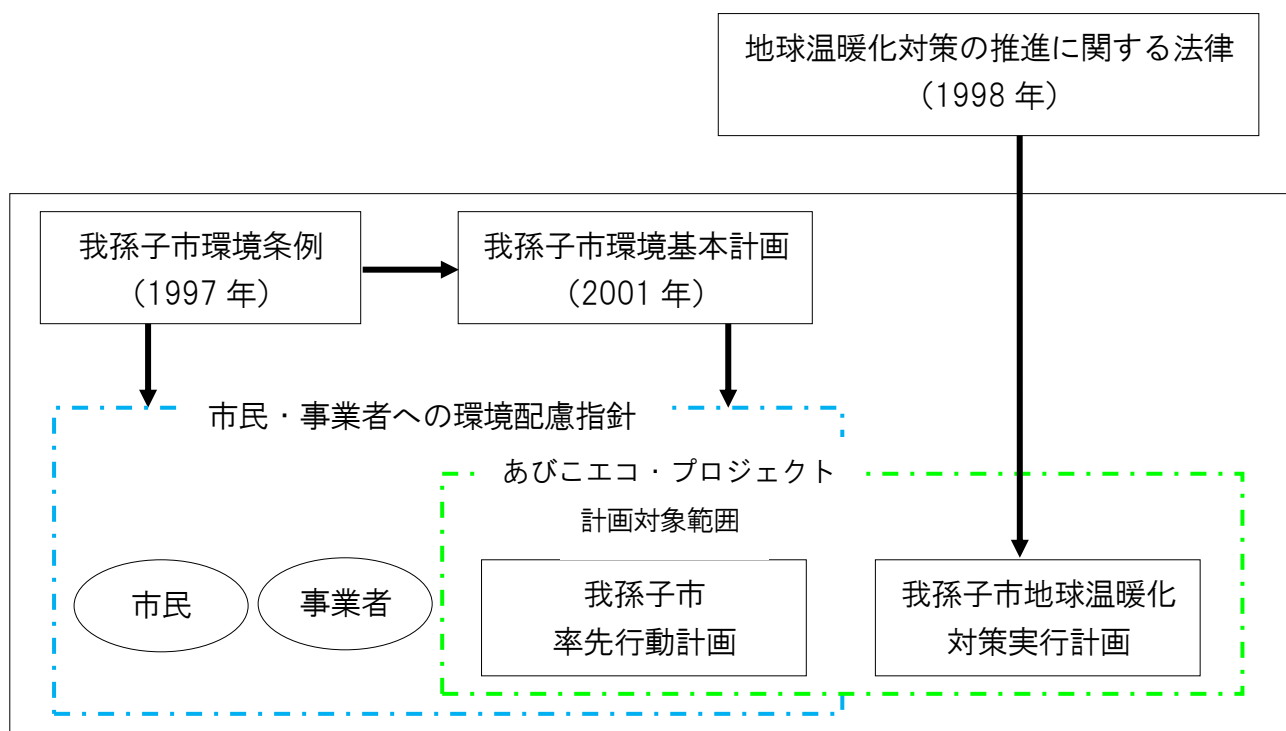 地球温暖化対策の推進に関する法律
（1998 年）
我孫子市環境条例
（1997 年）
我孫子市環境基本計画
（2001 年）
市民・事業者への環境配慮指針
あびこエコ・プロジェクト
計画対象範囲
市民
事業者
我孫子市
率先行動計画
我孫子市地球温暖化
対策実行計画